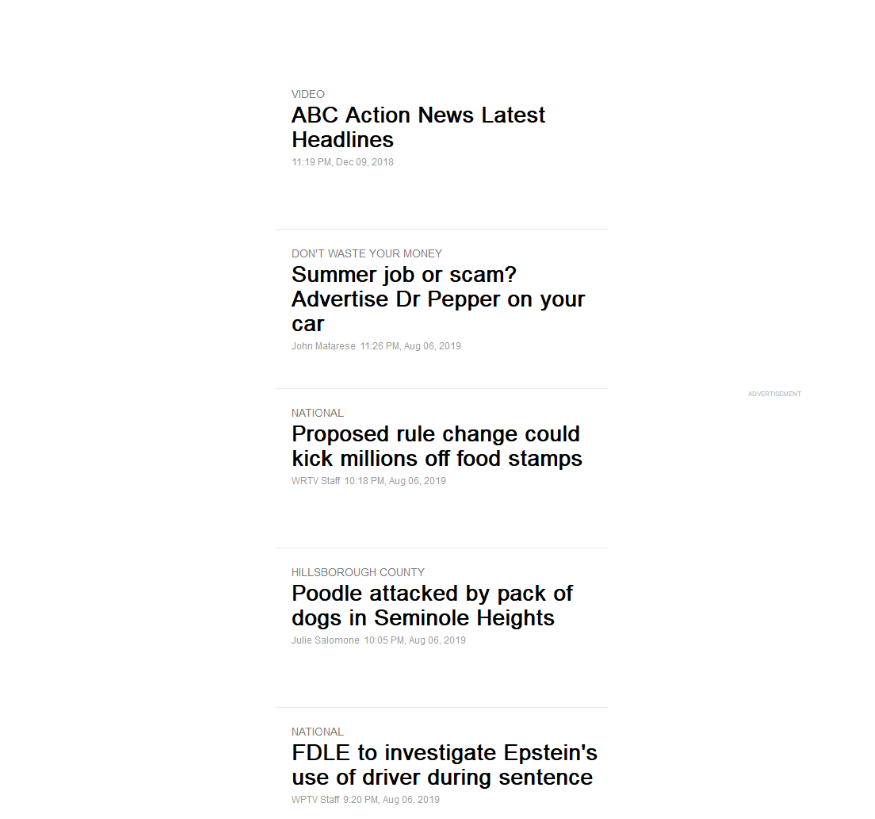 VIDEO
ABC Action News Latest
Headlines
11:19 PM, Dec 09, 2018
DON'T WASTE YOUR MONEY
Summer job or scam?
Advertise Dr Pepper on your
car
John Matarese 11:26 PM, Aug 06, 2019
ADVERTISEMENT
NATIONAL
Proposed rule change could
kick millions off food stamps
WRTV Staff 10:18 PM, Aug 06, 2019
HILLSBOROUGH COUNTY
Poodle attacked by pack of
dogs in Seminole Heights
Julie Salomone 10:05 PM, Aug 06, 2019
NATIONAL
FDLE to investigate Epstein's
use of driver during sentence
WPTV Staff 9:20 PM, Aug 06, 2019